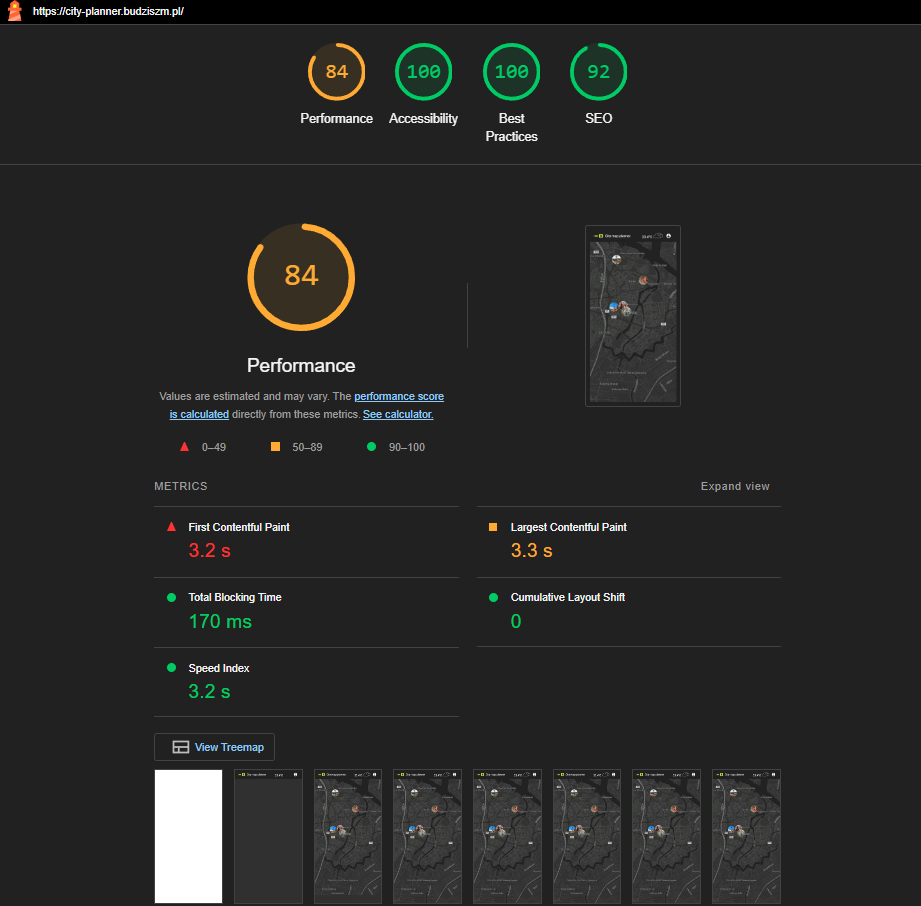 https://city-planner.budziszm.pl/
84
100
100
92
Performance
Accessibility
Best
Practices
SEO
84
Performance
Values are estimated and may vary. The performance score
is calculated directly from these metrics. See calculator.
0–49
50–89
90–100
METRICS
Expand view
First Contentful Paint
3.2 s
Largest Contentful Paint
3.3 s
Total Blocking Time
170 ms
Cumulative Layout Shift
0
Speed Index
3.2 s
View Treemap